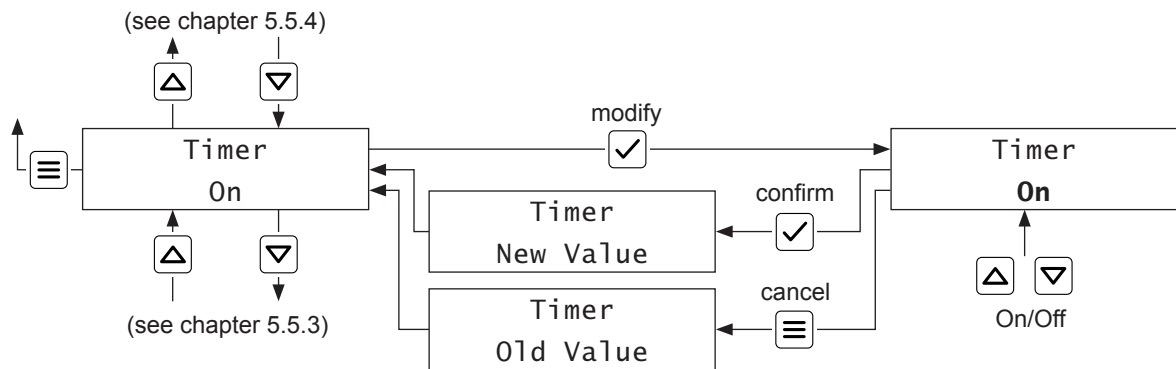 (see chapter 5.5.4)
modify
Timer
On
Timer
On
confirm
Timer
New Value
cancel
Timer
Old Value
On/Off
(see chapter 5.5.3)